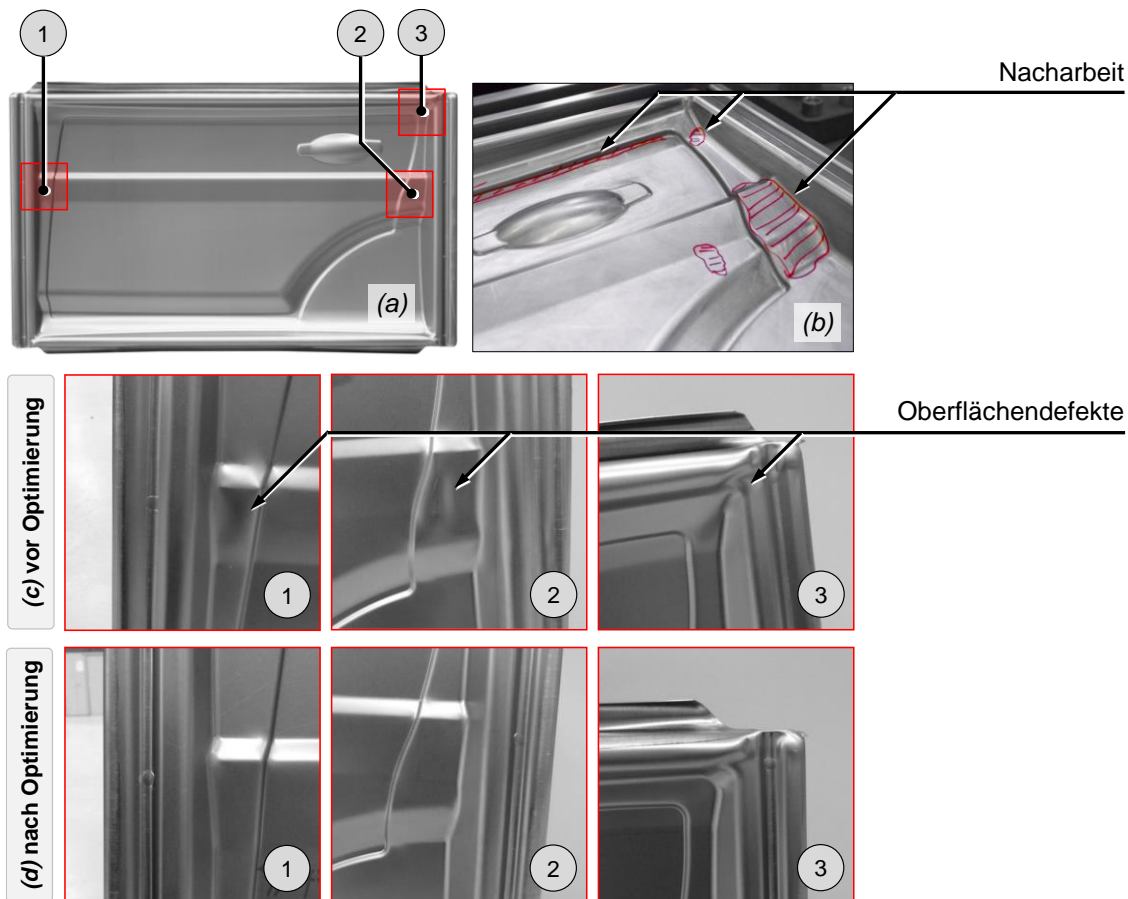 1
2
3
Nacharbeit
(a)
(b)
Oberflächendefekte
(c) vor Optimierung
1
2
3
(d) nach Optimierung
1
2
3